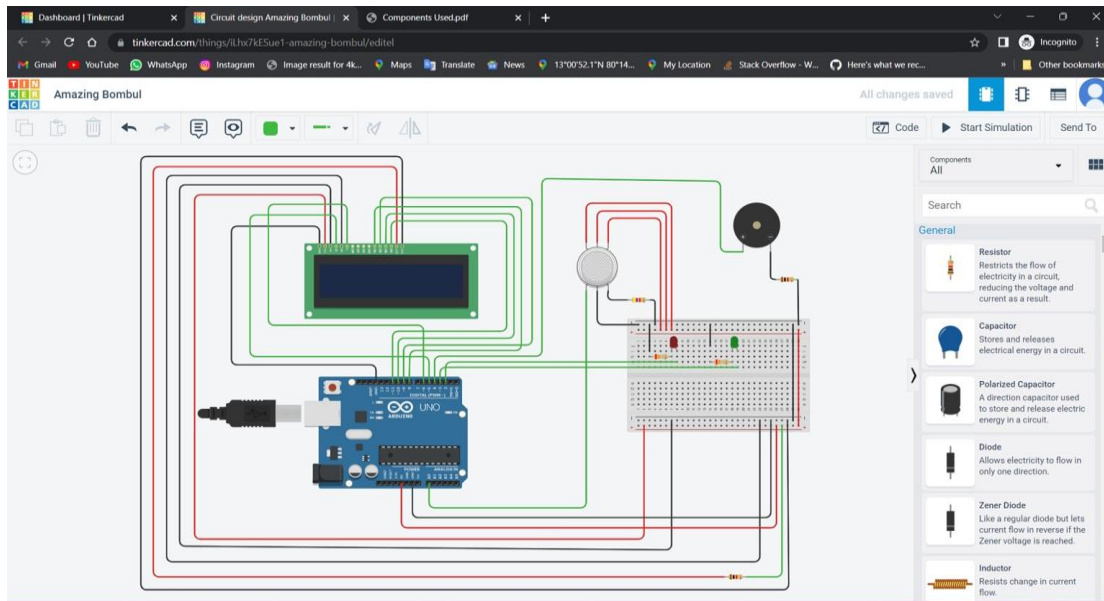 Dashboard | Tinkercad
Circuit design Amazing Bombul |
Components Used.pdf
tinkercad.com/things/iLhx7kESue1-amazing-bombul/editel
Incognito
Gmail YouTube WhatsApp Instagram Image result for 4k... Maps Translate News 13°00'52.1"N 80°14... My Location Stack Overflow - W... Here's what we rec... » Other bookmarks
TIN
KER
CAD
Amazing Bombul
All changes saved
Code
Start Simulation
Send To
Components
All
Search
General
Resistor
Restricts the flow of
electricity in a circuit,
reducing the voltage and
current as a result.
Capacitor
Stores and releases
electrical energy in a circuit.
Polarized Capacitor
A direction capacitor used
to store and release electric
energy in a circuit.
Diode
Allows electricity to flow in
only one direction.
Zener Diode
Like a regular diode but lets
current flow in reverse if the
Zener voltage is reached.
Inductor
Resists change in current
flow.
DIGITAL (PWM~)
UNO
ARDUINO
POWER
ANALOG IN